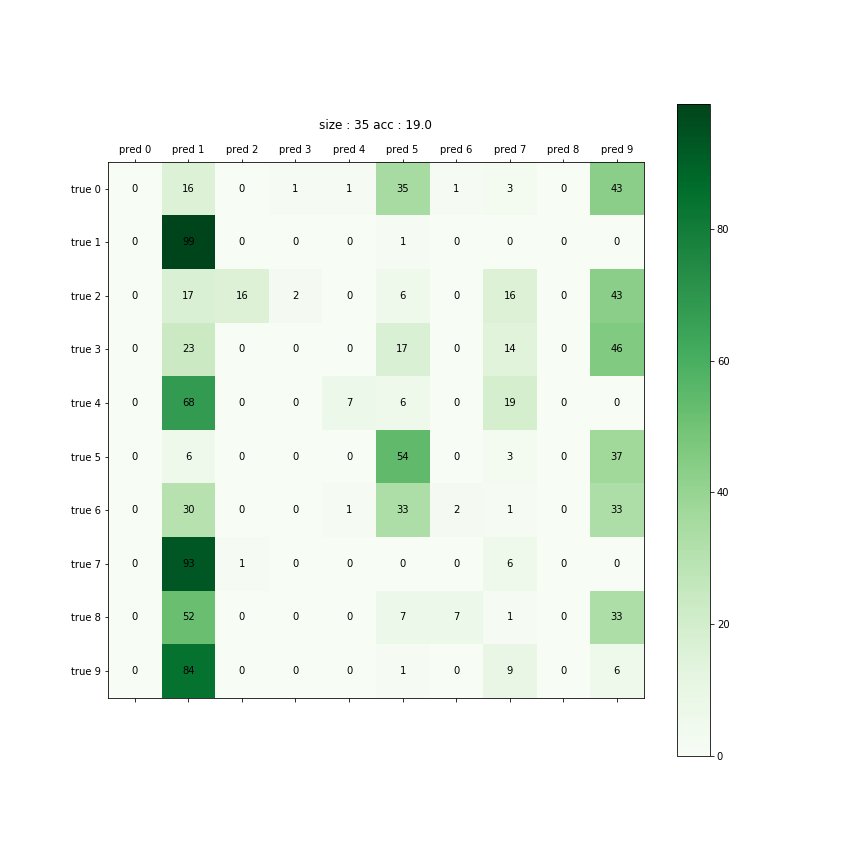 size : 35 acc : 19.0
pred 0 pred 1 pred 2 pred 3 pred 4 pred 5 pred 6 pred 7 pred 8 pred 9
true 0 0 16 0 1 1 35 1 3 0 43
true 1 0 99 0 0 0 1 0 0 0 0
80
true 2 0 17 16 2 0 6 0 16 0 43
true 3 0 23 0 0 0 17 0 14 0 46
60
true 4 0 68 0 0 7 6 0 19 0 0
true 5 0 6 0 0 0 54 0 3 0 37
40
true 6 0 30 0 0 1 33 2 1 0 33
true 7 0 93 1 0 0 0 0 6 0 0
true 8 0 52 0 0 0 7 7 1 0 33
20
true 9 0 84 0 0 0 1 0 9 0 6
0